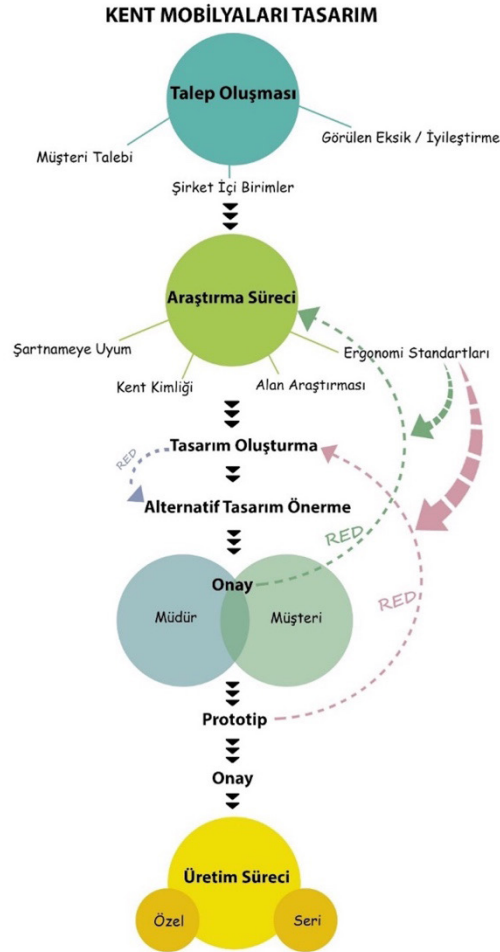 KENT MOBİLYALARI TASARIM
Talep Oluşması
Müşteri Talebi
Görülen Eksik / İyileştirme
Şirket İçi Birimler
Araştırma Süreci
Şartnameye Uyum
Ergonomi Standartları
Kent Kimliği
Alan Araştırması
Tasarım Oluşturma
RED
Alternatif Tasarım Önerme
RED
Onay
RED
Müdür
Müşteri
Prototip
Onay
Üretim Süreci
Özel
Seri